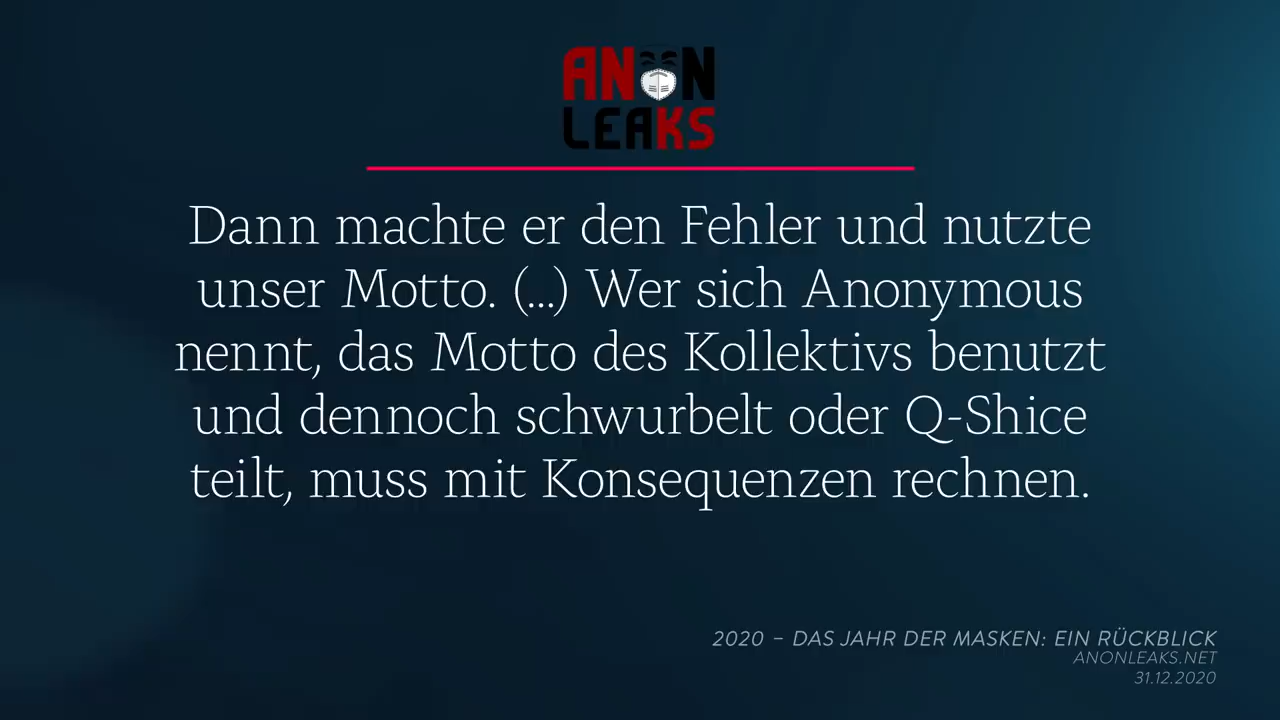 ANON
LEAKS
Dann machte er den Fehler und nutzte
unser Motto. (...) Wer sich Anonymous
nennt, das Motto des Kollektivs benutzt
und dennoch schwurbelt oder Q-Shice
teilt, muss mit Konsequenzen rechnen.
2020 – DAS JAHR DER MASKEN: EIN RÜCKBLICK
ANONLEAKS.NET
31.12.2020